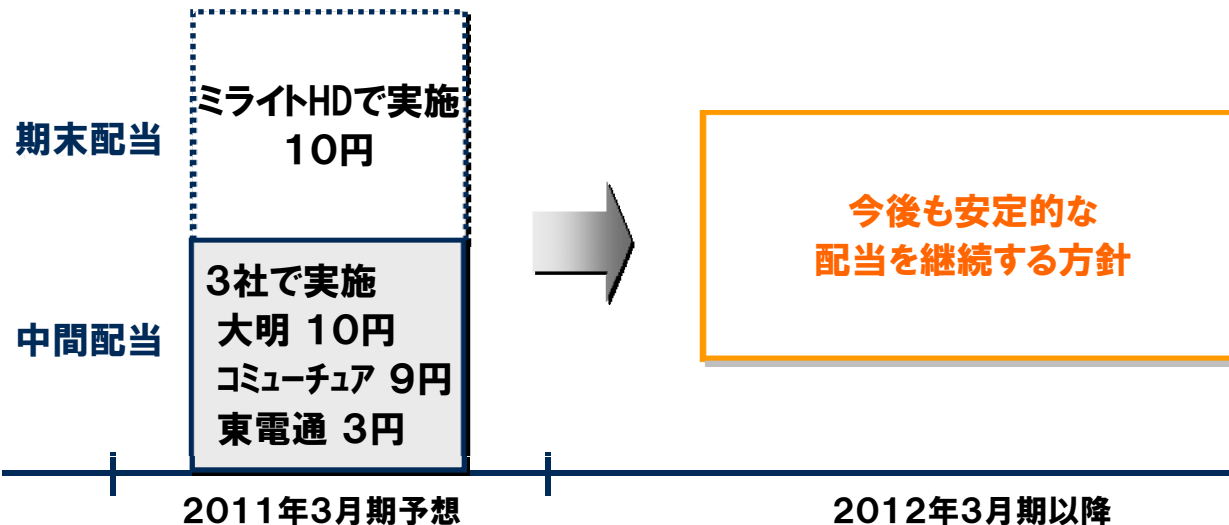 期末配当
ミライトHDで実施
10円
中間配当
3社で実施
大明 10円
コミューチュア 9円
東電通 3円
今後も安定的な
配当を継続する方針
2011年3月期予想
2012年3月期以降